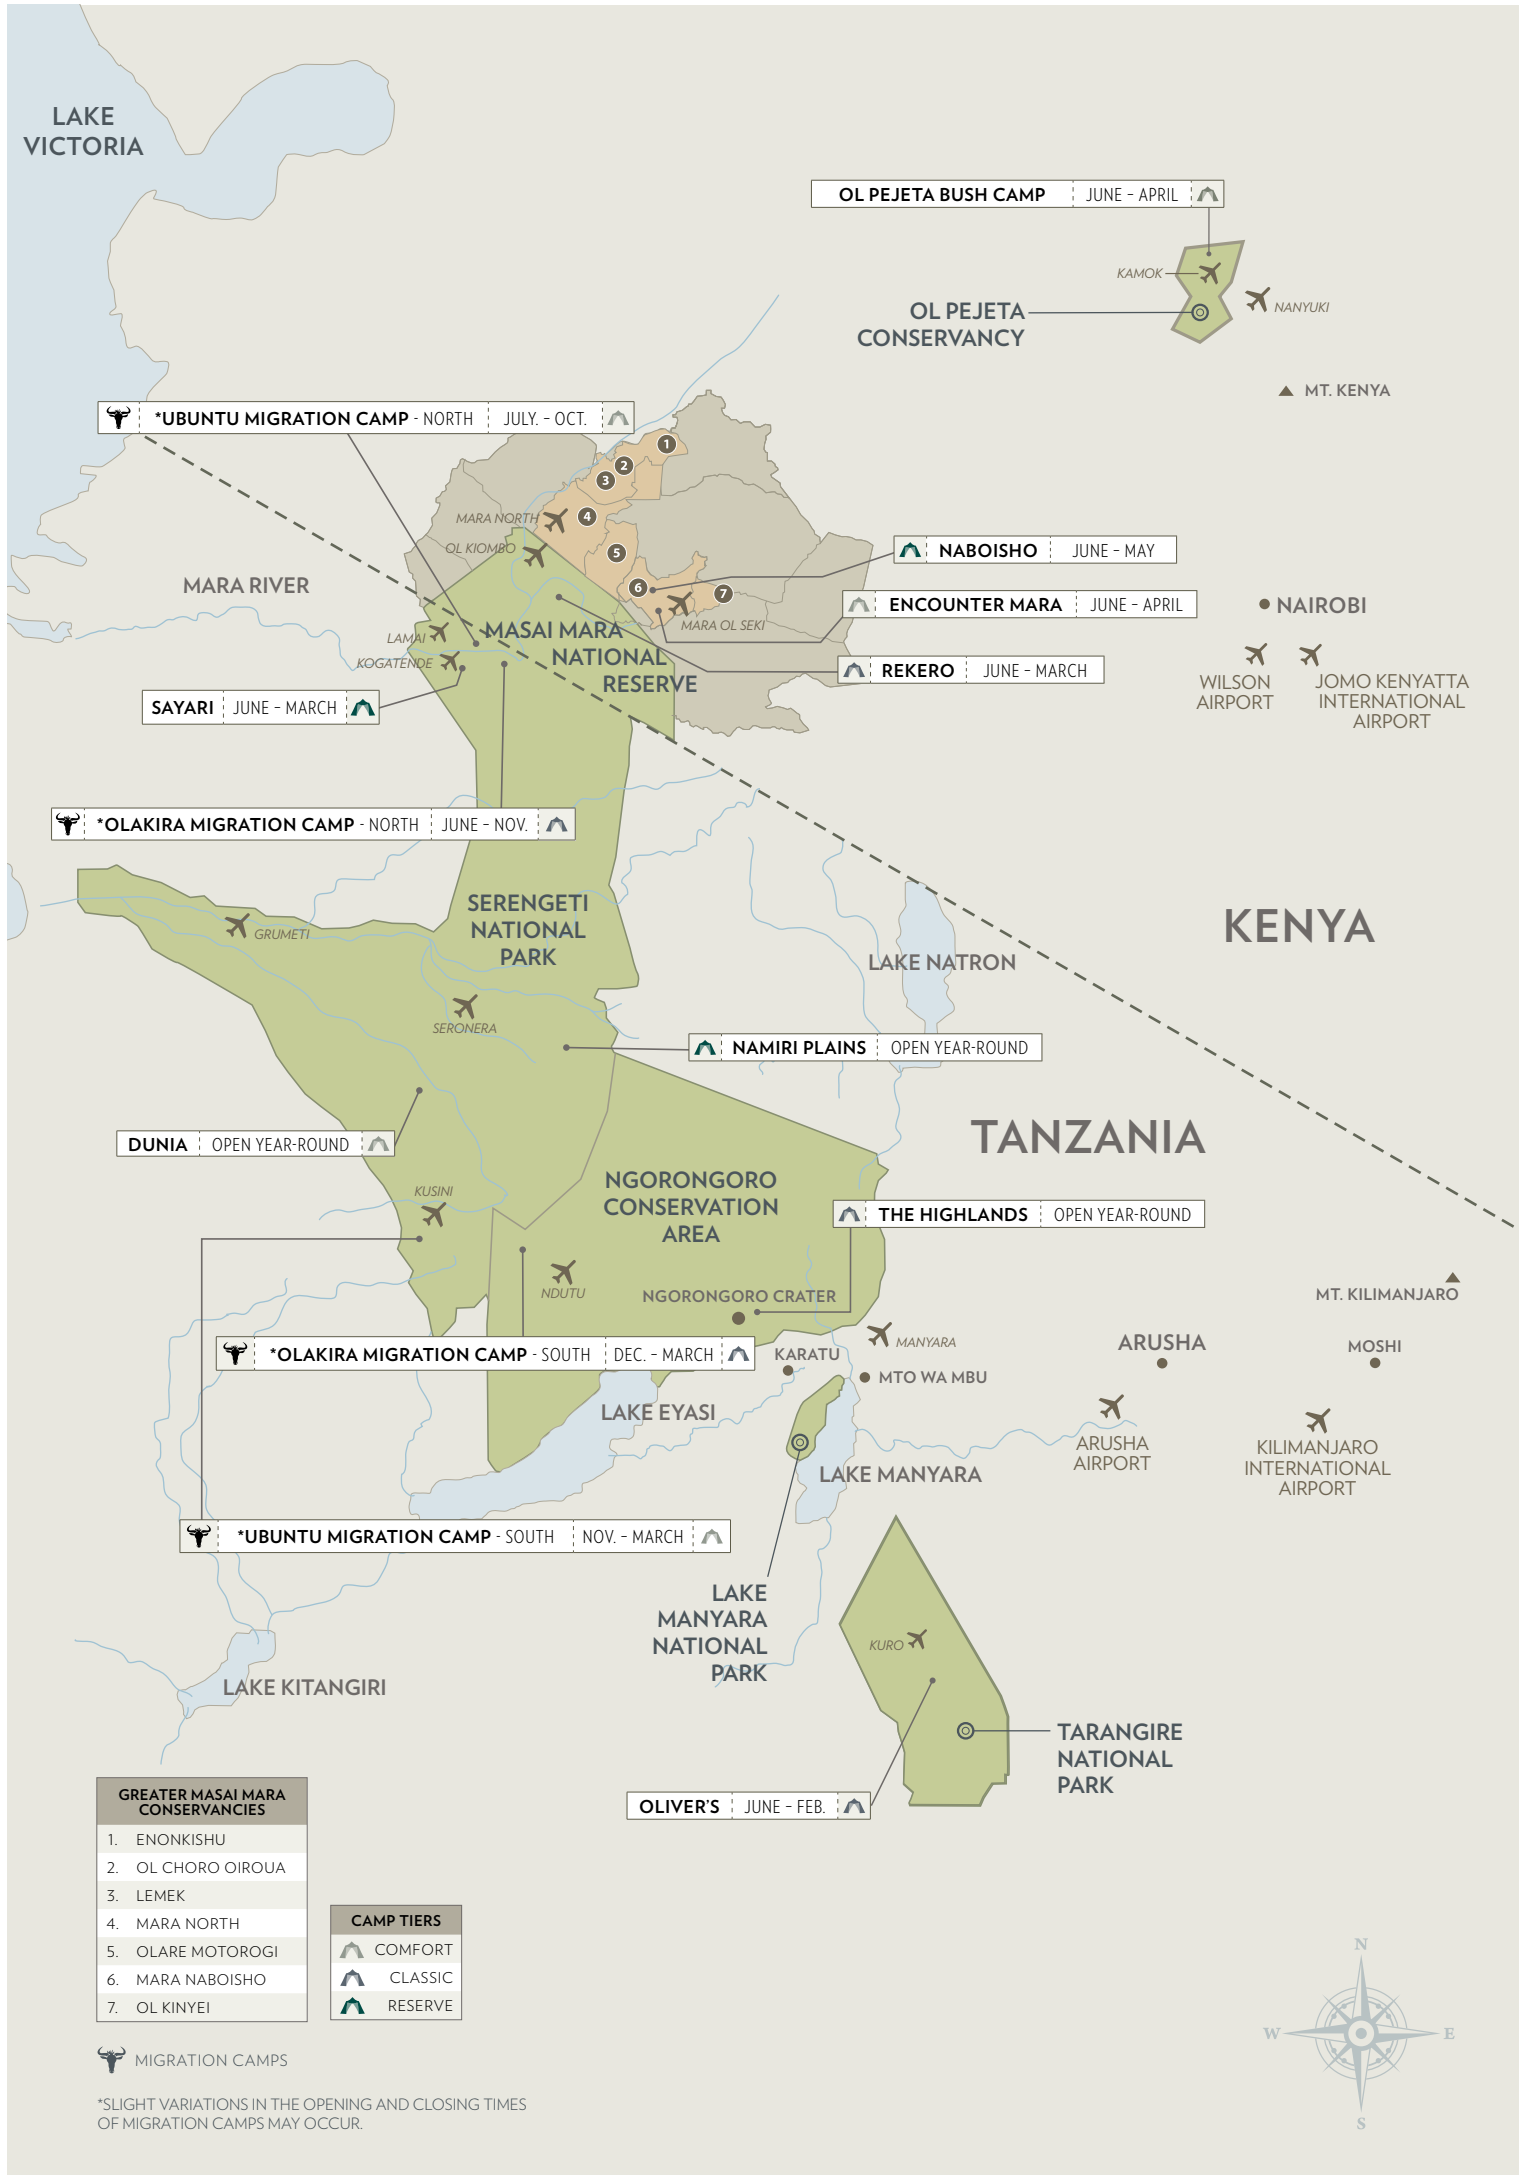 LAKE
VICTORIA
OL PEJETA BUSH CAMP JUNE – APRIL
KAMOK
NANYUKI
OL PEJETA
CONSERVANCY
MT. KENYA
*UBUNTU MIGRATION CAMP - NORTH JULY. – OCT.
1
2
3
4
5
6
7
MARA NORTH
OL KIOMBO
NABOISHO JUNE – MAY
MARA RIVER
ENCOUNTER MARA JUNE – APRIL
NAIROBI
MARA OL SEKI
LAMAI
KOGATENDE
MASAI MARA
NATIONAL
RESERVE
REKERO JUNE – MARCH
WILSON
AIRPORT
JOMO KENYATTA
INTERNATIONAL
AIRPORT
SAYARI JUNE – MARCH
*OLAKIRA MIGRATION CAMP - NORTH JUNE – NOV.
SERENGETI
NATIONAL
PARK
GRUMETI
KENYA
LAKE NATRON
SERONERA
NAMIRI PLAINS OPEN YEAR-ROUND
TANZANIA
DUNIA OPEN YEAR-ROUND
NGORONGORO
CONSERVATION
AREA
KUSINI
THE HIGHLANDS OPEN YEAR-ROUND
NDUTU
NGORONGORO CRATER
MT. KILIMANJARO
MANYARA
ARUSHA
MOSHI
*OLAKIRA MIGRATION CAMP - SOUTH DEC. – MARCH
KARATU
MTO WA MBU
LAKE EYASI
ARUSHA
AIRPORT
KILIMANJARO
INTERNATIONAL
AIRPORT
LAKE MANYARA
*UBUNTU MIGRATION CAMP - SOUTH NOV. – MARCH
LAKE
MANYARA
NATIONAL
PARK
KURO
LAKE KITANGIRI
TARANGIRE
NATIONAL
PARK
OLIVER'S JUNE – FEB.
GREATER MASAI MARA
CONSERVANCIES
1. ENONKISHU
2. OL CHORO OIROUA
3. LEMEK
4. MARA NORTH
5. OLARE MOTOROGI
6. MARA NABOISHO
7. OL KINYEI
CAMP TIERS
COMFORT
CLASSIC
RESERVE
MIGRATION CAMPS
*SLIGHT VARIATIONS IN THE OPENING AND CLOSING TIMES
OF MIGRATION CAMPS MAY OCCUR.
N
W
E
S